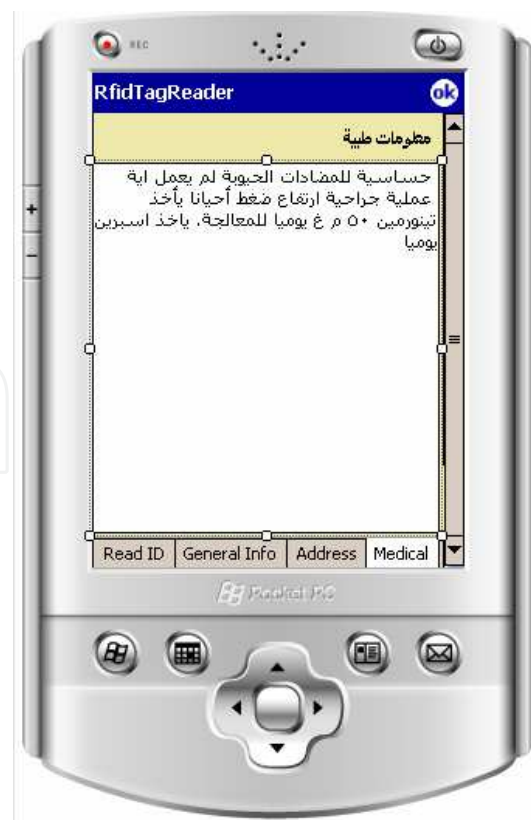 REC
RfidTagReader
ok
معلومات طبية
حساسية للمضادات الحيوية لم يعمل اية
عملية جراحية ارتفاع ضغط أحيانا يأخذ
تينورمين ٥٠ م غ يوميا للمعالجة. ياخذ اسبرين
يوميا
+
-
Read ID General Info Address Medical
Pocket PC